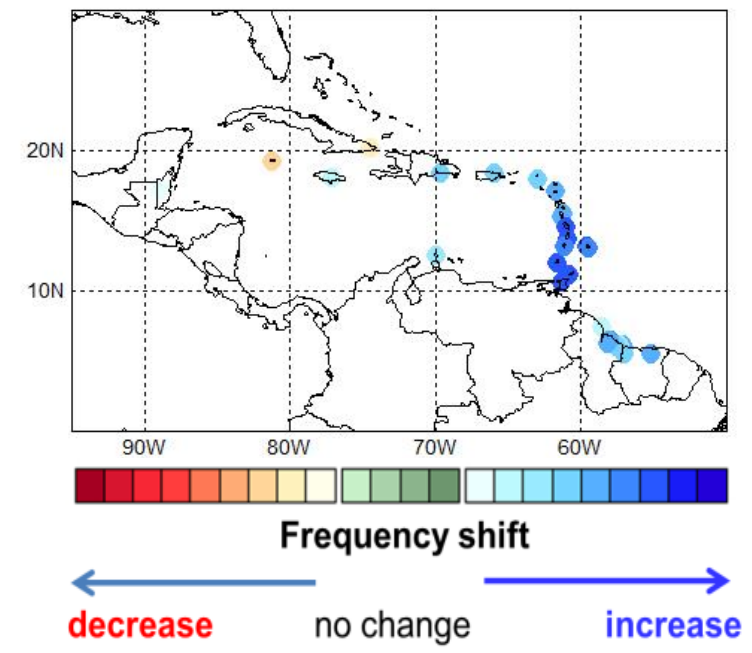 20N
10N
90W 80W 70W 60W
Frequency shift
decrease no change increase